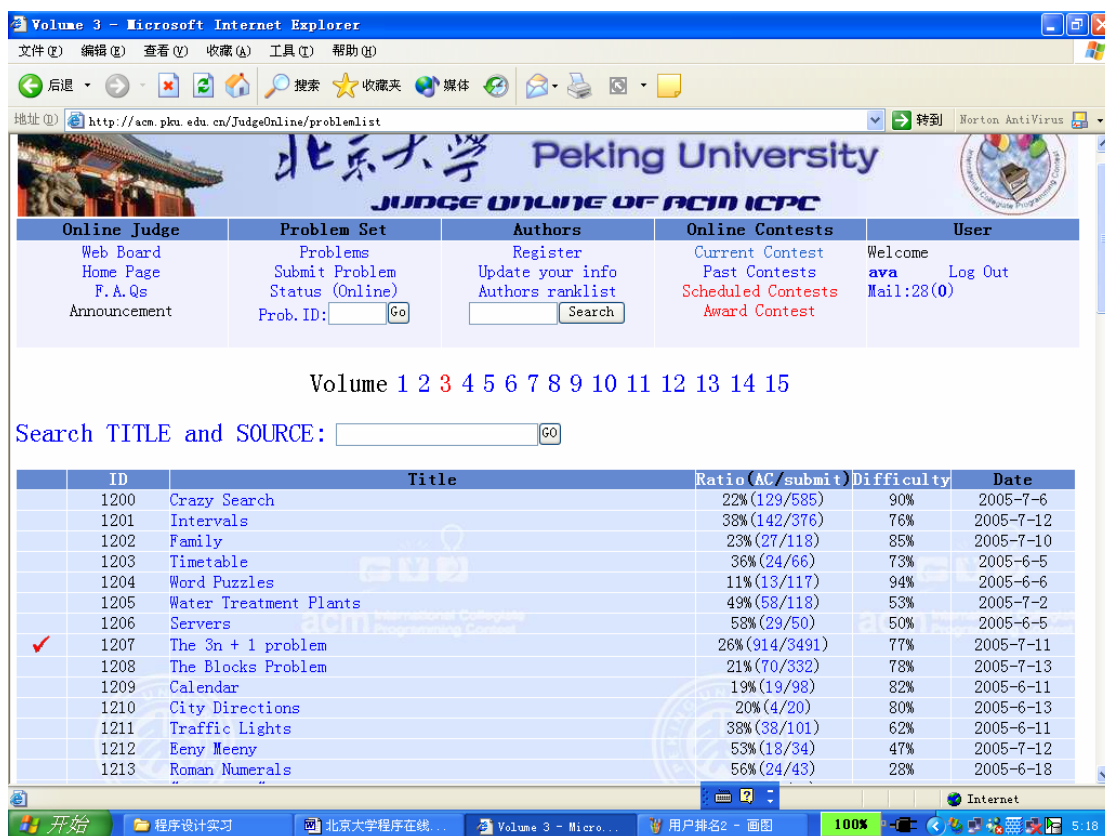 Volume 3 - Microsoft Internet Explorer
文件(F) 编辑(E) 查看(V) 收藏(A) 工具(T) 帮助(H)
后退 搜索 收藏夹 媒体
地址(D) http://acm.pku.edu.cn/JudgeOnline/problemlist 转到 Norton AntiVirus
北京大学 Peking University
JUDGE ONLINE OF ACM ICPC
Online Judge Problem Set Authors Online Contests User
Web Board Problems Register Current Contest Welcome
Home Page Submit Problem Update your info Past Contests ava Log Out
F.A.Qs Status (Online) Authors ranklist Scheduled Contests Mail:28(0)
Announcement Prob.ID: Go Search Award Contest
Volume 1 2 3 4 5 6 7 8 9 10 11 12 13 14 15
Search TITLE and SOURCE: GO
ID Title Ratio(AC/submit) Difficulty Date
1200 Crazy Search 22%(129/585) 90% 2005-7-6
1201 Intervals 38%(142/376) 76% 2005-7-12
1202 Family 23%(27/118) 85% 2005-7-10
1203 Timetable 36%(24/66) 73% 2005-6-5
1204 Word Puzzles 11%(13/117) 94% 2005-6-6
1205 Water Treatment Plants 49%(58/118) 53% 2005-7-2
1206 Servers 58%(29/50) 50% 2005-6-5
1207 The 3n + 1 problem 26%(914/3491) 77% 2005-7-11
1208 The Blocks Problem 21%(70/332) 78% 2005-7-13
1209 Calendar 19%(19/98) 82% 2005-6-11
1210 City Directions 20%(4/20) 80% 2005-6-13
1211 Traffic Lights 38%(38/101) 62% 2005-6-11
1212 Eeny Meeny 53%(18/34) 47% 2005-7-12
1213 Roman Numerals 56%(24/43) 28% 2005-6-18
Internet
开始 程序设计实习 北京大学程序在线... Volume 3 - Micro... 用户排名2 - 画图 100% 5:18